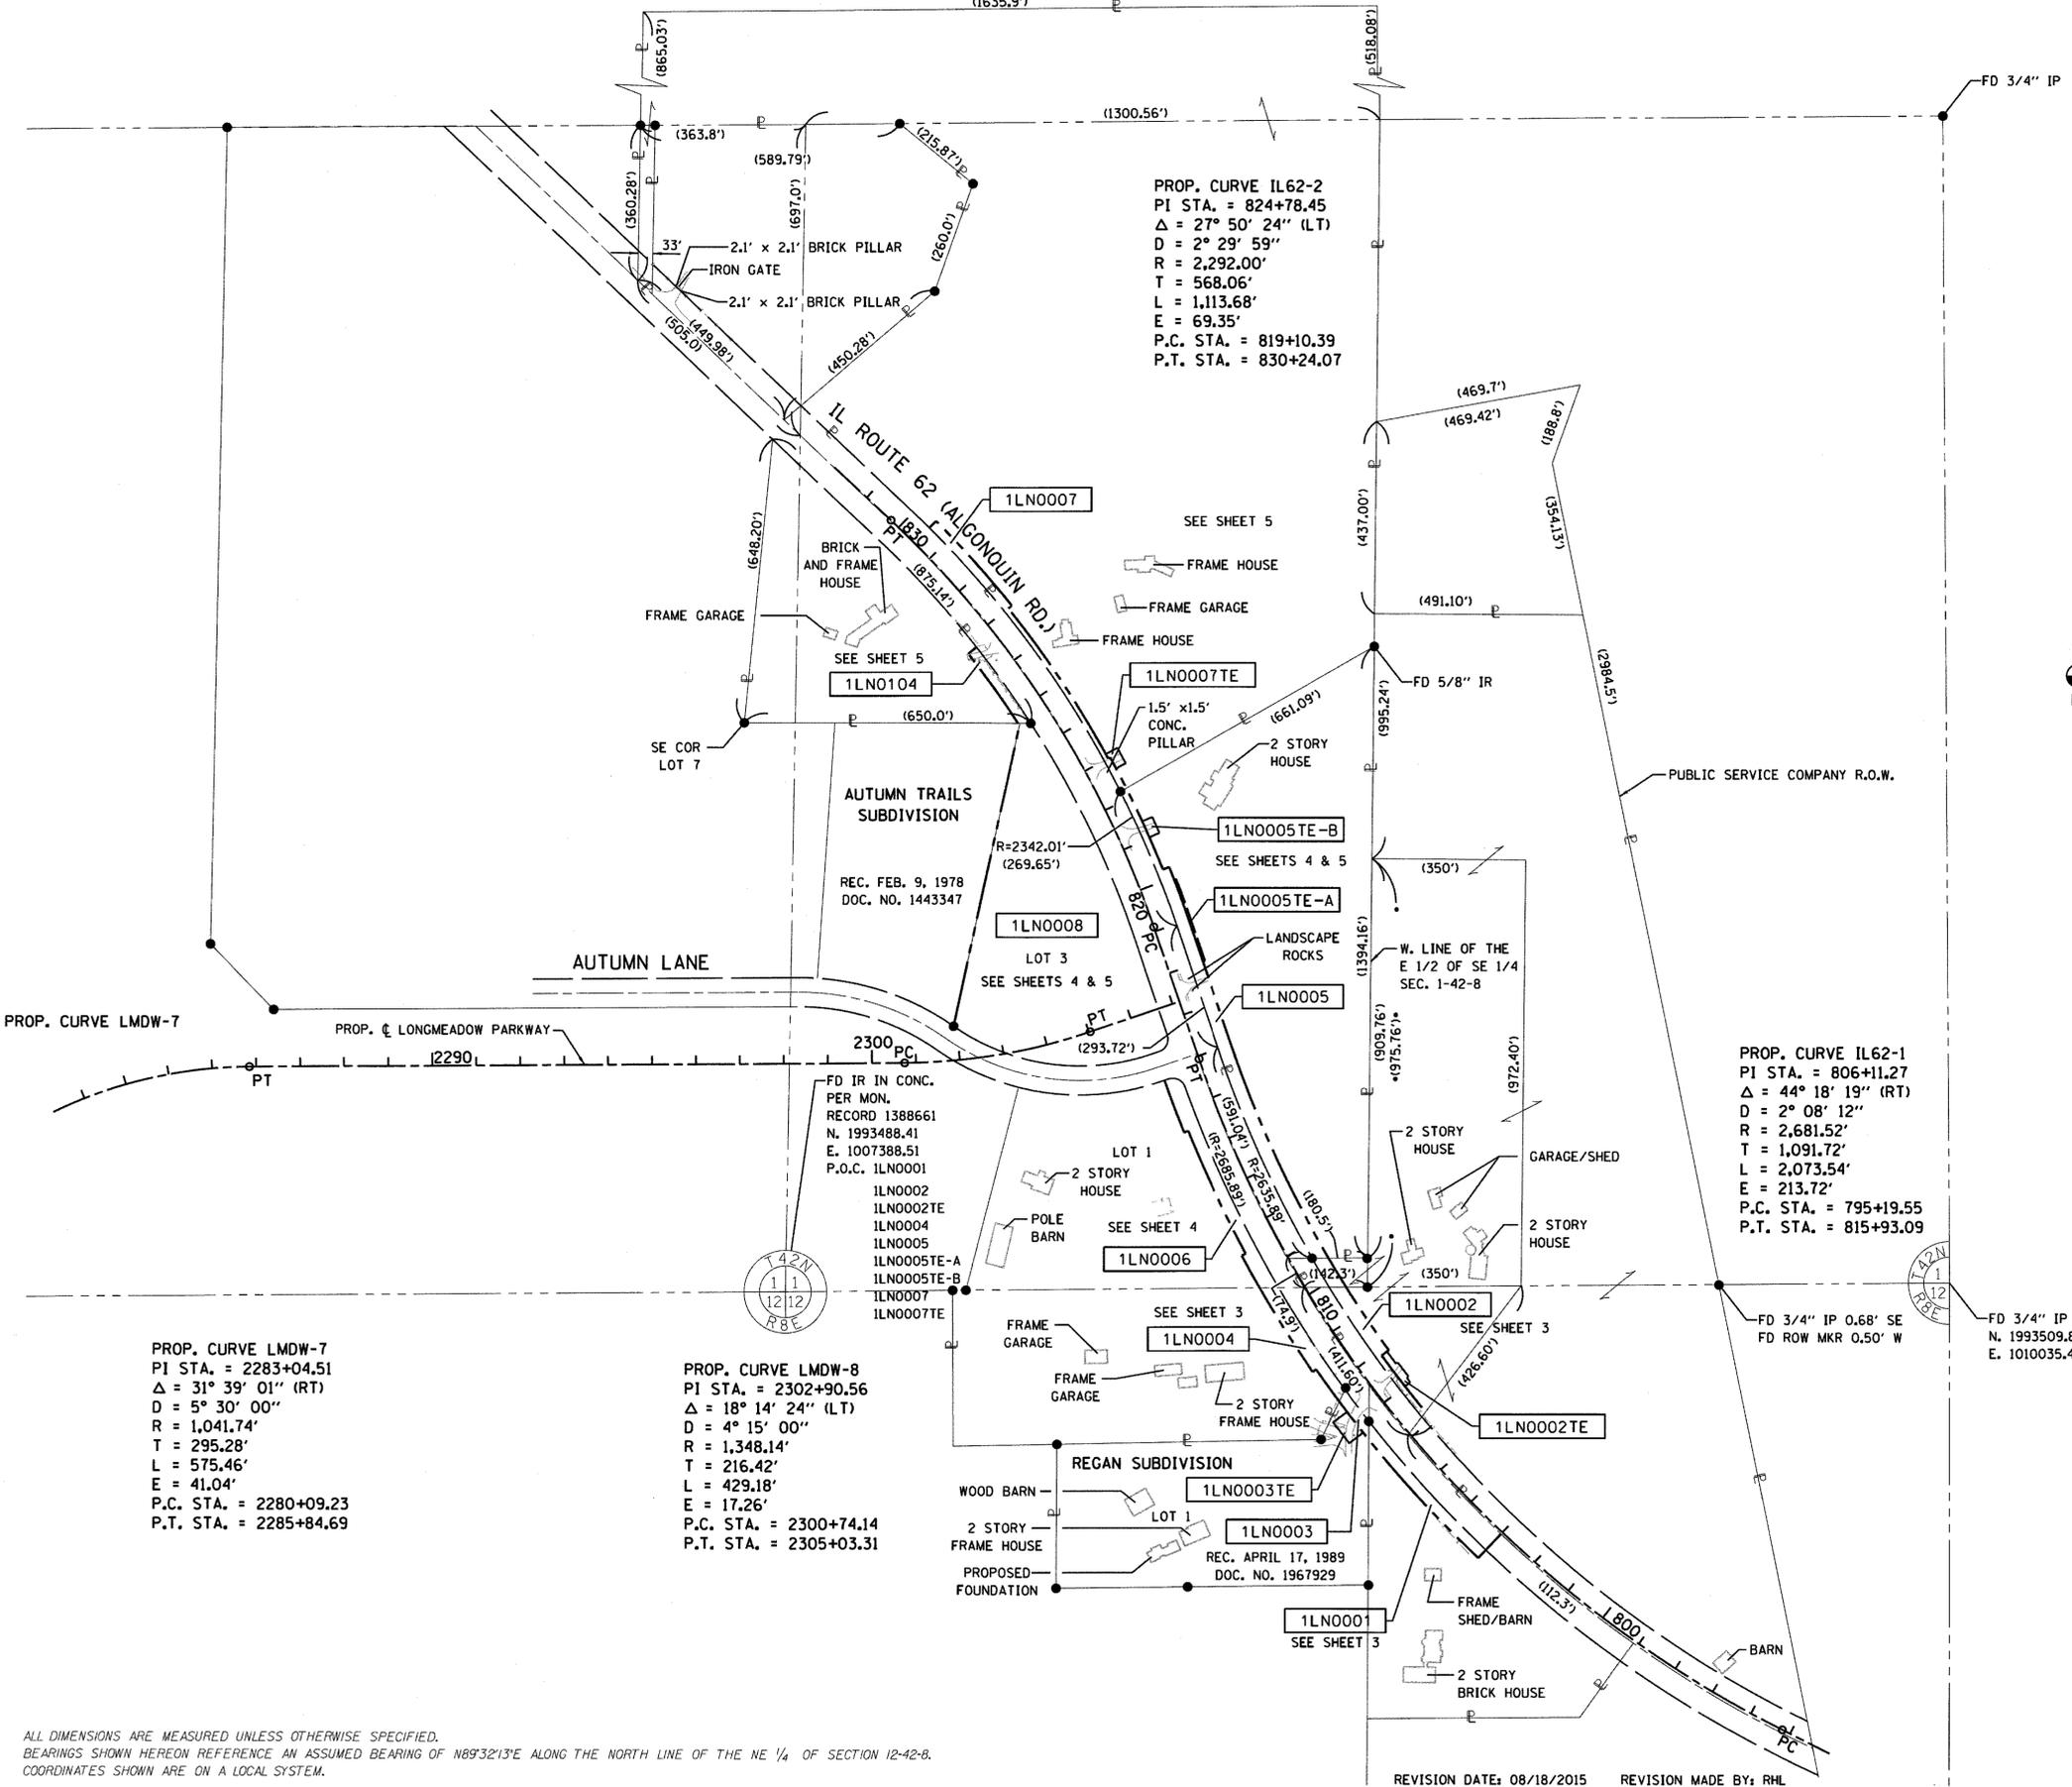 (1635.9')
(865.03')
(518.08')
FD 3/4" IP
(363.8')
(1300.56')
(589.79')
(215.87')
(360.28')
(697.0')
(260.0')
33'
2.1' x 2.1' BRICK PILLAR
IRON GATE
2.1' x 2.1' BRICK PILLAR
(449.98')
(505.0)
(450.28')
PROP. CURVE IL62-2
PI STA. = 824+78.45
Δ = 27° 50' 24" (LT)
D = 2° 29' 59"
R = 2,292.00'
T = 568.06'
L = 1,113.68'
E = 69.35'
P.C. STA. = 819+10.39
P.T. STA. = 830+24.07
(469.7')
(469.42')
(188.8')
IL ROUTE 62 (ALGONQUIN RD.)
1LN0007
SEE SHEET 5
(437.00')
(354.13')
830
PT
(648.20')
BRICK
AND FRAME
HOUSE
(875.14')
FRAME HOUSE
FRAME GARAGE
FRAME GARAGE
FRAME HOUSE
(491.10')
SEE SHEET 5
1LN0104
1LN0007TE
FD 5/8" IR
(2984.5')
1.5' x1.5'
CONC.
PILLAR
(661.09')
(995.24')
(650.0')
SE COR
LOT 7
2 STORY
HOUSE
PUBLIC SERVICE COMPANY R.O.W.
AUTUMN TRAILS
SUBDIVISION
1LN0005TE-B
R=2342.01'
(269.65')
SEE SHEETS 4 & 5
(350')
REC. FEB. 9, 1978
DOC. NO. 1443347
1LN0005TE-A
820
PC
1LN0008
LOT 3
SEE SHEETS 4 & 5
LANDSCAPE
ROCKS
(1394.16')
W. LINE OF THE
E 1/2 OF SE 1/4
SEC. 1-42-8
AUTUMN LANE
1LN0005
PROP. CURVE LMDW-7
PROP. ℄ LONGMEADOW PARKWAY
PT
2290
2300
PC
PT
(293.72')
PT
(909.76')
*(975.76')*
(972.40')
FD IR IN CONC.
PER MON.
RECORD 1388661
N. 1993488.41
E. 1007388.51
P.O.C. 1LN0001
1LN0002
1LN0002TE
1LN0004
1LN0005
1LN0005TE-A
1LN0005TE-B
1LN0007
1LN0007TE
PROP. CURVE IL62-1
PI STA. = 806+11.27
Δ = 44° 18' 19" (RT)
D = 2° 08' 12"
R = 2,681.52'
T = 1,091.72'
L = 2,073.54'
E = 213.72'
P.C. STA. = 795+19.55
P.T. STA. = 815+93.09
(591.04') R=2635.89'
(R=2685.89')
(180.5')
LOT 1
2 STORY
HOUSE
POLE
BARN
SEE SHEET 4
1LN0006
2 STORY
HOUSE
GARAGE/SHED
2 STORY
HOUSE
T42N
1 1
12 12
R8E
T42N
1
12
R8E
(142.3')
(350')
(74.9')
810
1LN0002
SEE SHEET 3
FD 3/4" IP 0.68' SE
FD ROW MKR 0.50' W
FD 3/4" IP
N. 1993509.8
E. 1010035.4
SEE SHEET 3
1LN0004
FRAME
GARAGE
FRAME
GARAGE
2 STORY
FRAME HOUSE
(411.60')
(426.60')
1LN0002TE
PROP. CURVE LMDW-7
PI STA. = 2283+04.51
Δ = 31° 39' 01" (RT)
D = 5° 30' 00"
R = 1,041.74'
T = 295.28'
L = 575.46'
E = 41.04'
P.C. STA. = 2280+09.23
P.T. STA. = 2285+84.69
PROP. CURVE LMDW-8
PI STA. = 2302+90.56
Δ = 18° 14' 24" (LT)
D = 4° 15' 00"
R = 1,348.14'
T = 216.42'
L = 429.18'
E = 17.26'
P.C. STA. = 2300+74.14
P.T. STA. = 2305+03.31
REGAN SUBDIVISION
WOOD BARN
1LN0003TE
LOT 1
2 STORY
FRAME HOUSE
1LN0003
PROPOSED
FOUNDATION
REC. APRIL 17, 1989
DOC. NO. 1967929
1LN0001
SEE SHEET 3
FRAME
SHED/BARN
(112.3')
800
BARN
2 STORY
BRICK HOUSE
PC
ALL DIMENSIONS ARE MEASURED UNLESS OTHERWISE SPECIFIED.
BEARINGS SHOWN HEREON REFERENCE AN ASSUMED BEARING OF N89°32'13"E ALONG THE NORTH LINE OF THE NE 1/4 OF SECTION 12-42-8.
COORDINATES SHOWN ARE ON A LOCAL SYSTEM.
REVISION DATE: 08/18/2015 REVISION MADE BY: RHL